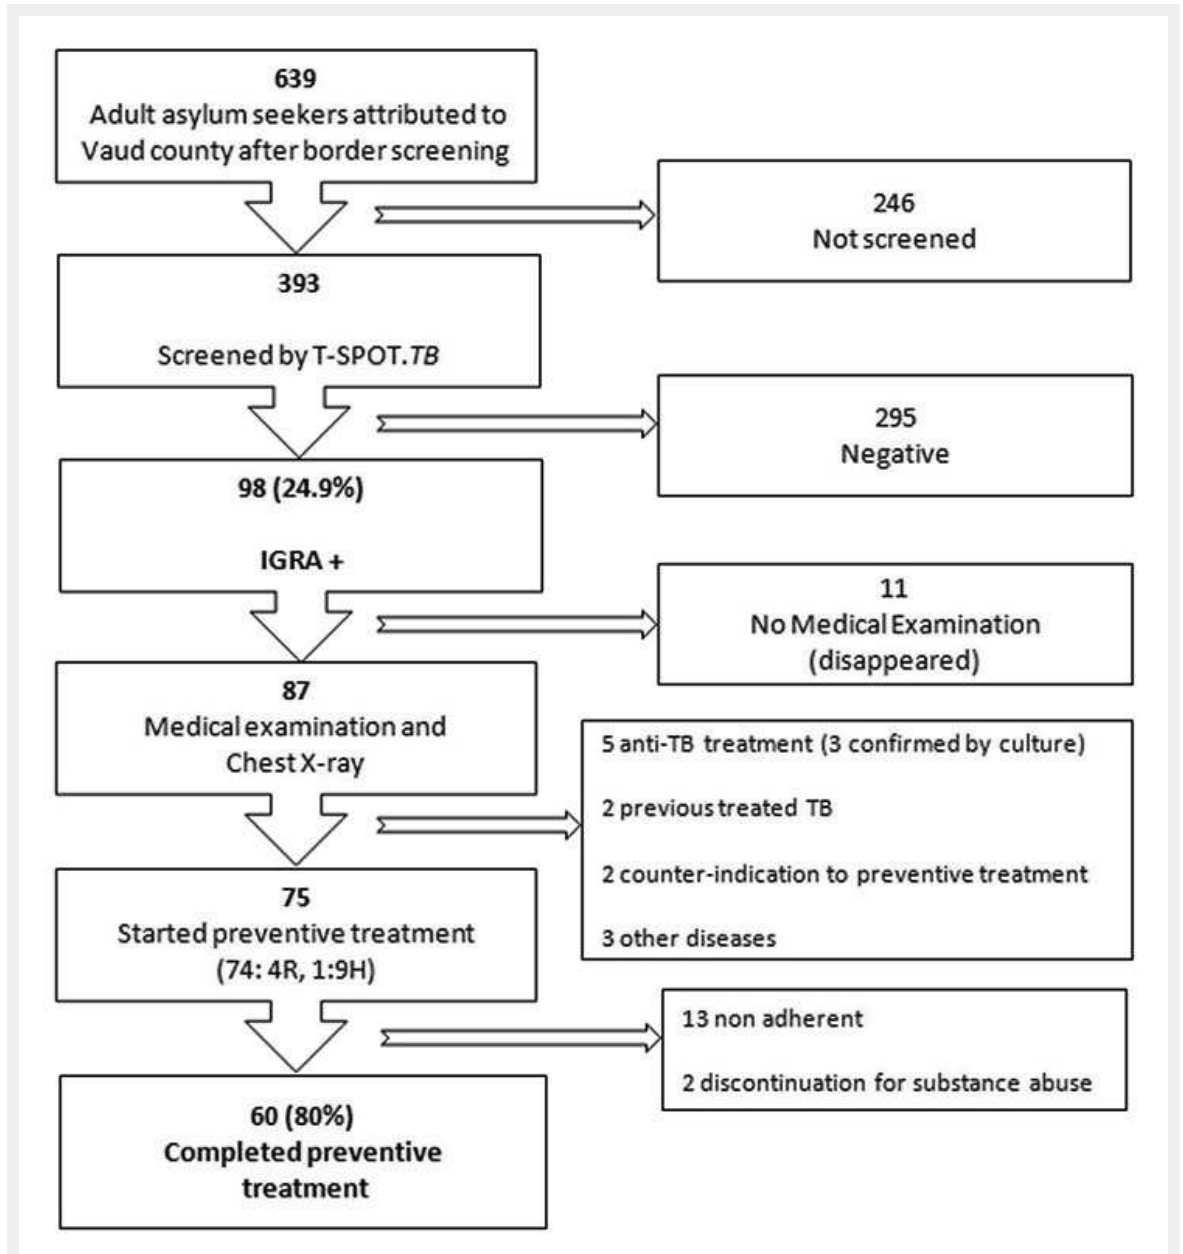 639
Adult asylum seekers attributed to
Vaud county after border screening
246
Not screened
393
Screened by T-SPOT.TB
295
Negative
98 (24.9%)
IGRA +
11
No Medical Examination
(disappeared)
87
Medical examination and
Chest X-ray
5 anti-TB treatment (3 confirmed by culture)
2 previous treated TB
2 counter-indication to preventive treatment
3 other diseases
75
Started preventive treatment
(74: 4R, 1:9H)
13 non adherent
2 discontinuation for substance abuse
60 (80%)
Completed preventive
treatment